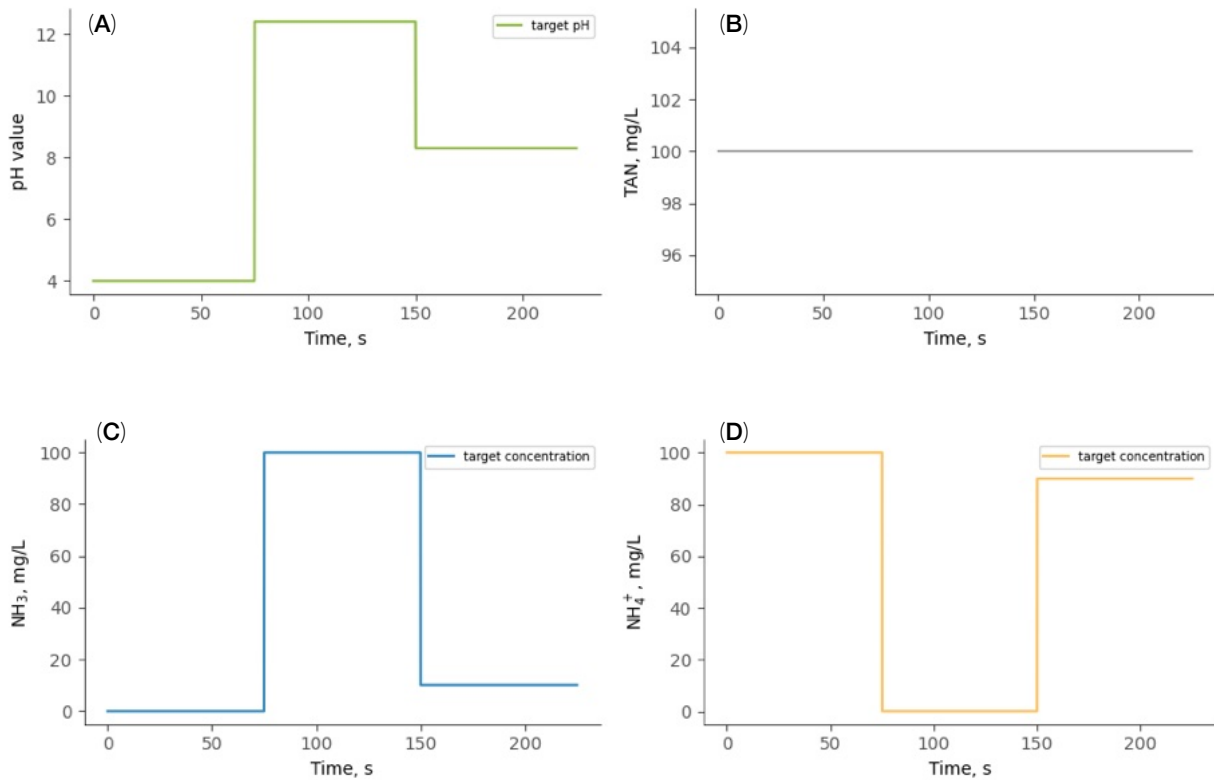 (A)
target pH
12
10
8
6
4
pH value
0 50 100 150 200
Time, s
(B)
104
102
100
98
96
TAN, mg/L
0 50 100 150 200
Time, s
(C)
target concentration
100
80
60
40
20
0
NH₃, mg/L
0 50 100 150 200
Time, s
(D)
target concentration
100
80
60
40
20
0
NH₄⁺, mg/L
0 50 100 150 200
Time, s